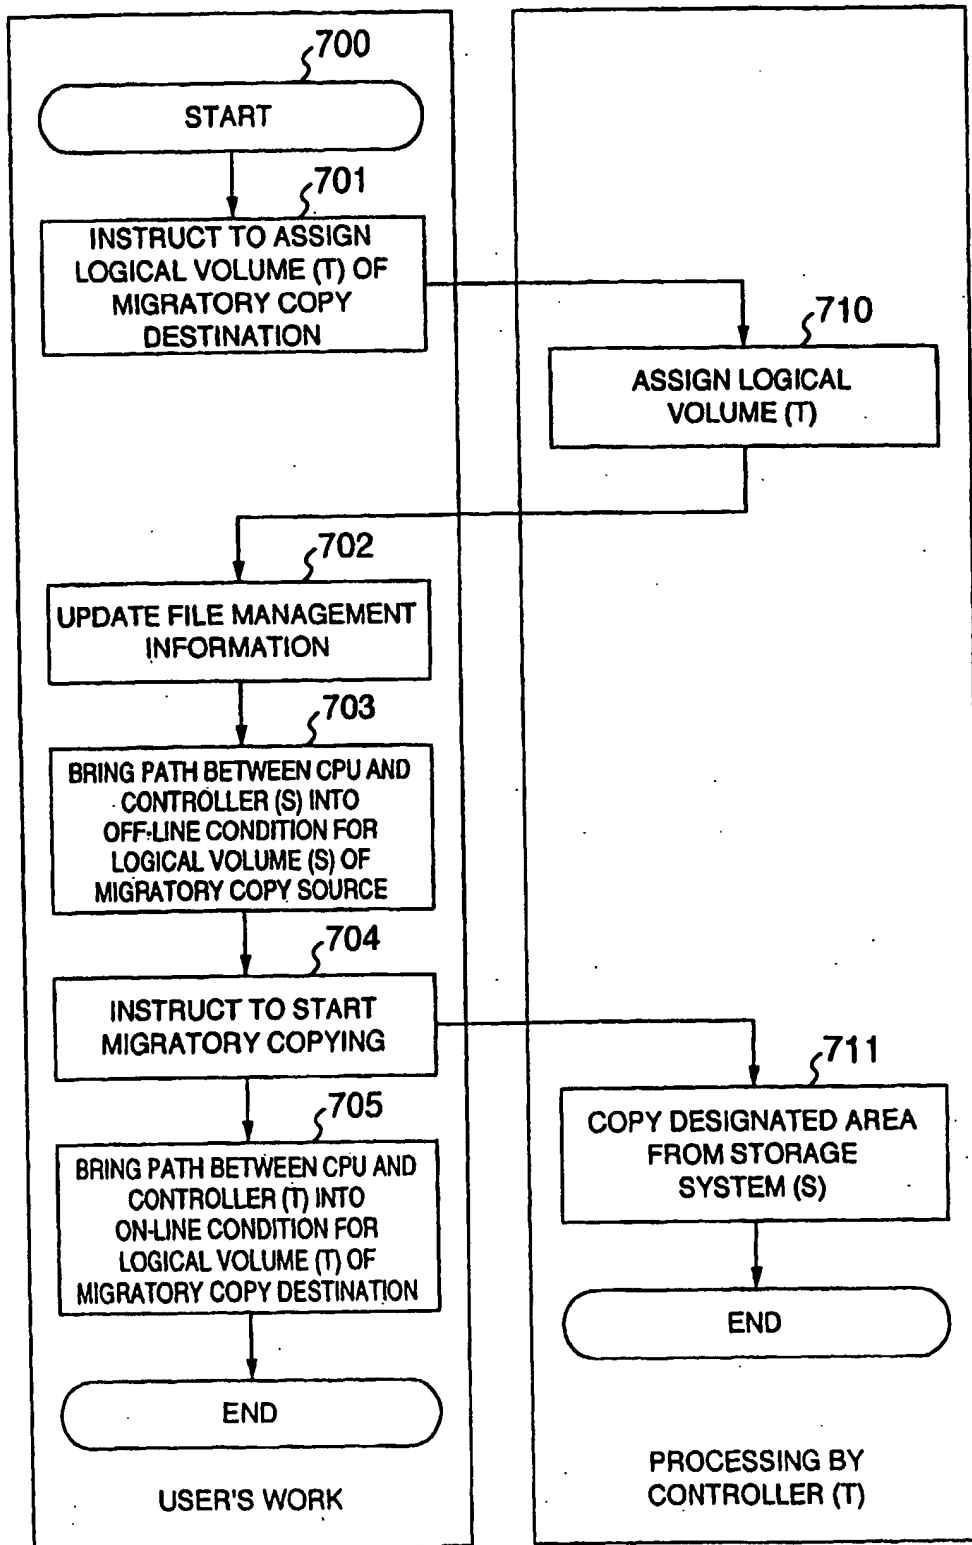 700
START
701
INSTRUCT TO ASSIGN
LOGICAL VOLUME (T) OF
MIGRATORY COPY
DESTINATION
710
ASSIGN LOGICAL
VOLUME (T)
702
UPDATE FILE MANAGEMENT
INFORMATION
703
BRING PATH BETWEEN CPU AND
CONTROLLER (S) INTO
OFF-LINE CONDITION FOR
LOGICAL VOLUME (S) OF
MIGRATORY COPY SOURCE
704
INSTRUCT TO START
MIGRATORY COPYING
711
COPY DESIGNATED AREA
FROM STORAGE
SYSTEM (S)
705
BRING PATH BETWEEN CPU AND
CONTROLLER (T) INTO
ON-LINE CONDITION FOR
LOGICAL VOLUME (T) OF
MIGRATORY COPY DESTINATION
END
END
USER'S WORK
PROCESSING BY
CONTROLLER (T)